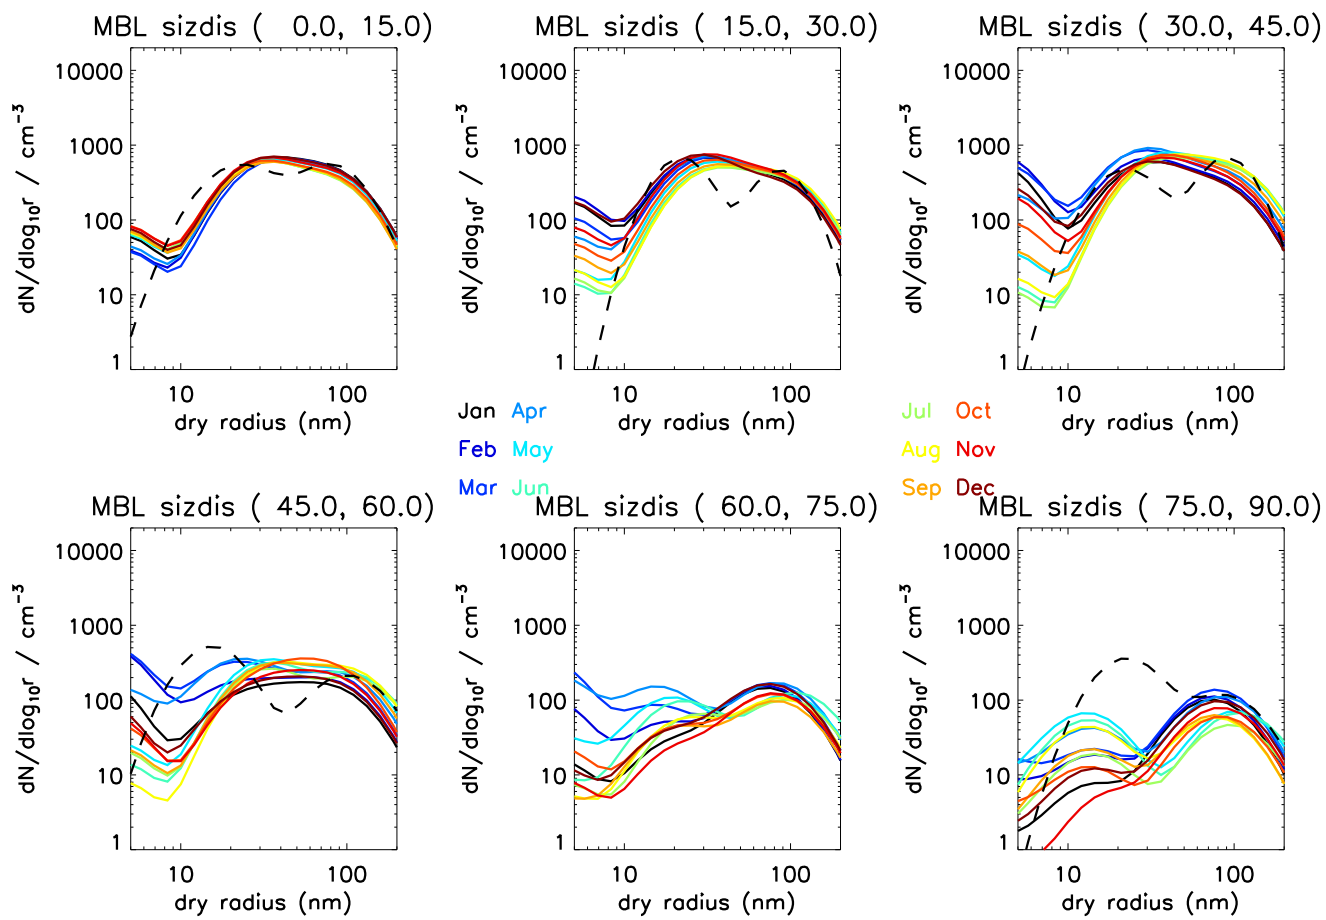 MBL sizdis ( 0.0, 15.0)
MBL sizdis ( 15.0, 30.0)
MBL sizdis ( 30.0, 45.0)
dN/dlog10r / cm-3
10000
1000
100
10
1
10 100
dry radius (nm)
dN/dlog10r / cm-3
10000
1000
100
10
1
10 100
dry radius (nm)
dN/dlog10r / cm-3
10000
1000
100
10
1
10 100
dry radius (nm)
Jan Apr
Feb May
Mar Jun
Jul Oct
Aug Nov
Sep Dec
MBL sizdis ( 45.0, 60.0)
MBL sizdis ( 60.0, 75.0)
MBL sizdis ( 75.0, 90.0)
dN/dlog10r / cm-3
10000
1000
100
10
1
10 100
dry radius (nm)
dN/dlog10r / cm-3
10000
1000
100
10
1
10 100
dry radius (nm)
dN/dlog10r / cm-3
10000
1000
100
10
1
10 100
dry radius (nm)